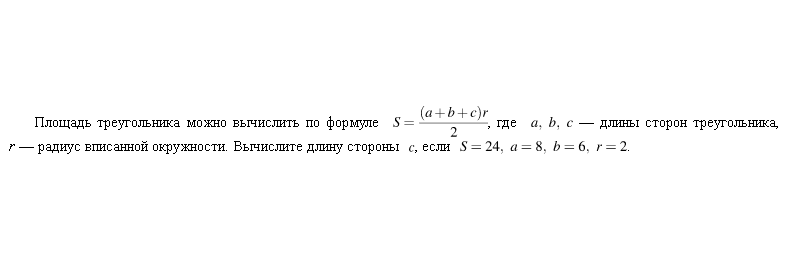 Площадь треугольника можно вычислить по формуле S = (a+b+c)r/2, где a, b, c — длины сторон треугольника,
r — радиус вписанной окружности. Вычислите длину стороны c, если S = 24, a = 8, b = 6, r = 2.